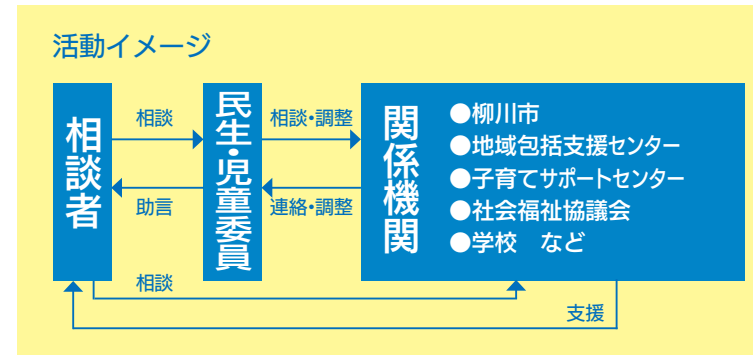 活動イメージ
相談者
相談
助言
民生・児童委員
相談・調整
連絡・調整
関係機関
●柳川市
●地域包括支援センター
●子育てサポートセンター
●社会福祉協議会
●学校　など
相談
支援